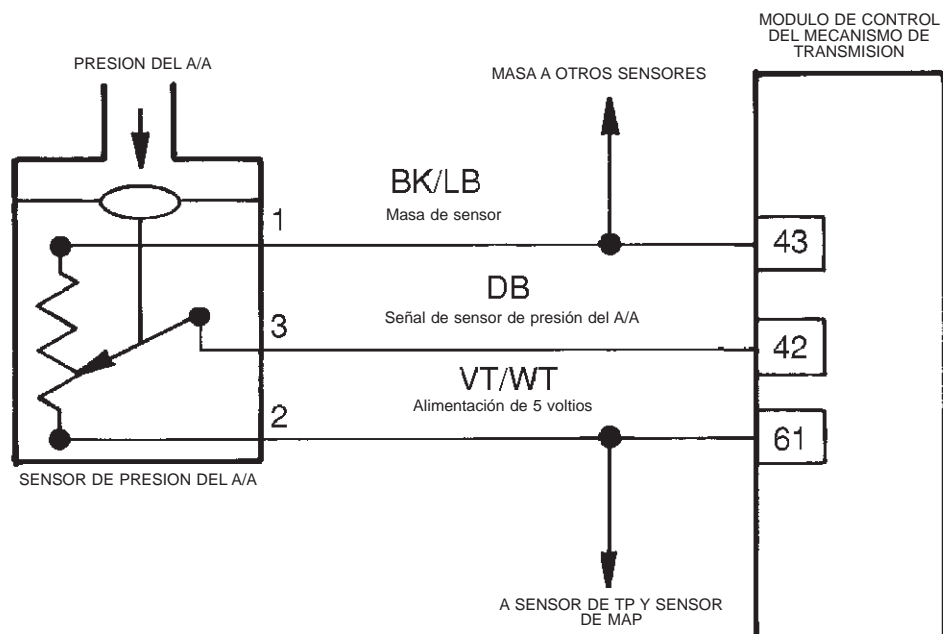 MODULO DE CONTROL
DEL MECANISMO DE
TRANSMISION
PRESION DEL A/A
MASA A OTROS SENSORES
BK/LB
Masa de sensor
1
43
DB
Señal de sensor de presión del A/A
3
42
VT/WT
Alimentación de 5 voltios
2
61
SENSOR DE PRESION DEL A/A
A SENSOR DE TP Y SENSOR
DE MAP